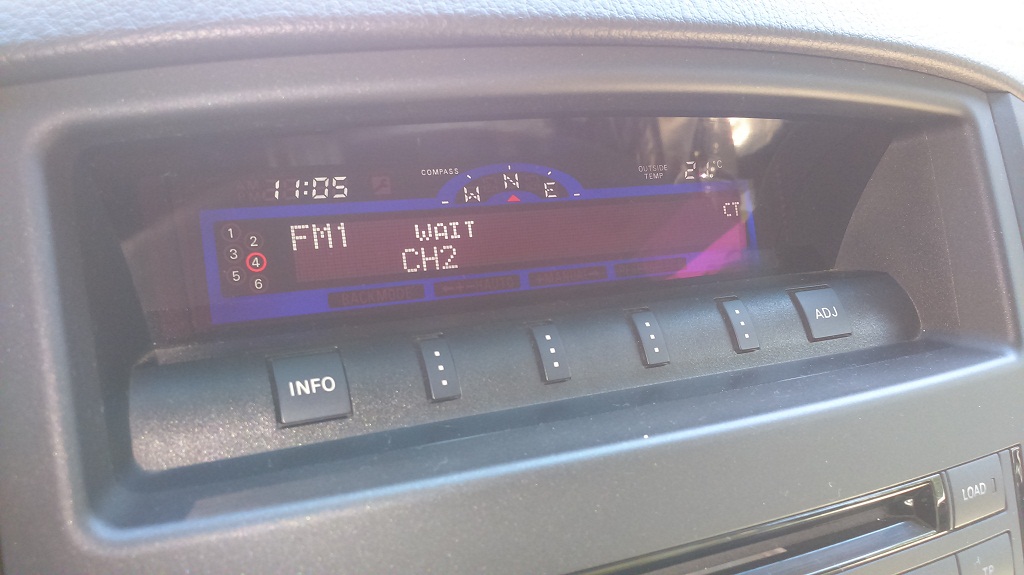 11:05
COMPASS
W N E
OUTSIDE
TEMP
°C
CT
1
2
3
4
5
6
FM1 WAIT
CH2
INFO
ADJ
LOAD